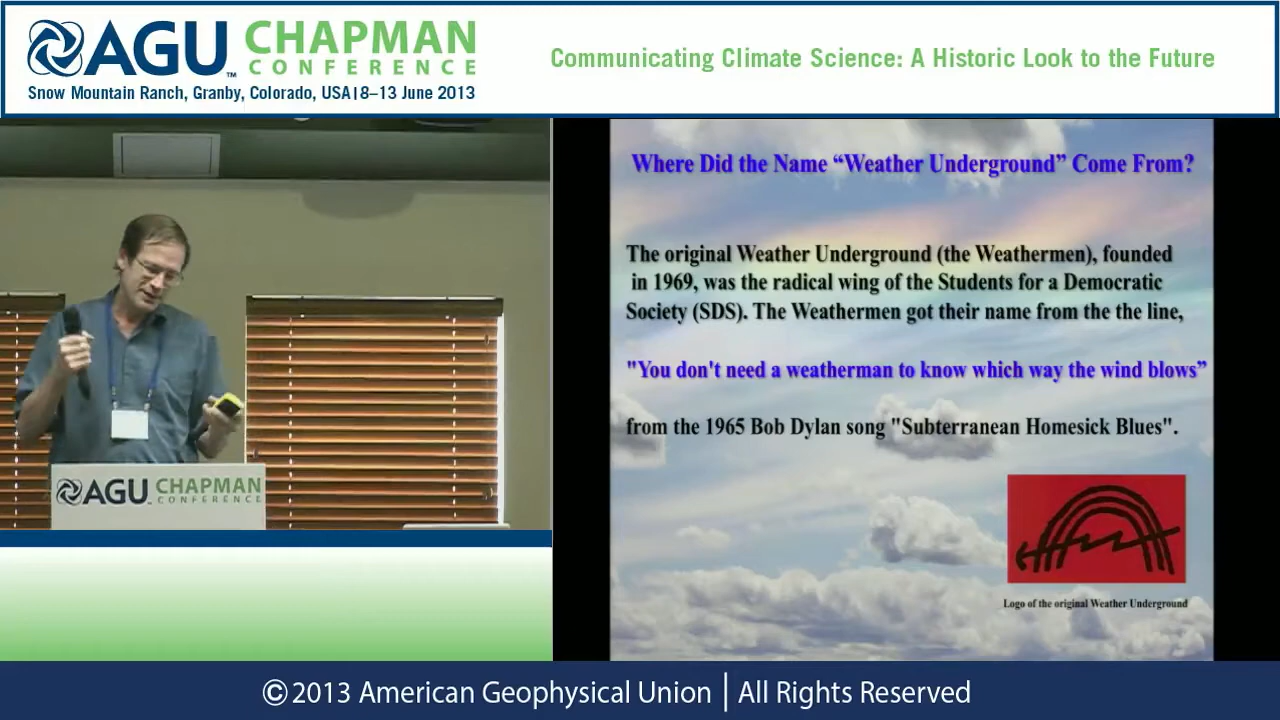 AGU CHAPMAN
CONFERENCE
™
Snow Mountain Ranch, Granby, Colorado, USA|8–13 June 2013
Communicating Climate Science: A Historic Look to the Future
Where Did the Name “Weather Underground” Come From?
The original Weather Underground (the Weathermen), founded
in 1969, was the radical wing of the Students for a Democratic
Society (SDS). The Weathermen got their name from the the line,
"You don't need a weatherman to know which way the wind blows”
from the 1965 Bob Dylan song "Subterranean Homesick Blues".
Logo of the original Weather Underground
AGU CHAPMAN
CONFERENCE
©2013 American Geophysical Union | All Rights Reserved